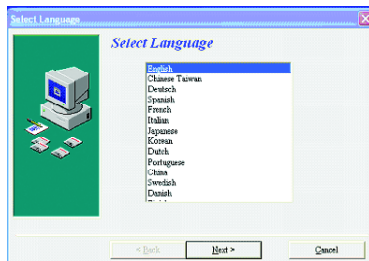 Select Language
Select Language
English
Chinese Taiwan
Deutsch
Spanish
French
Italian
Japanese
Korean
Dutch
Portuguese
China
Swedish
Danish
< Back
Next >
Cancel